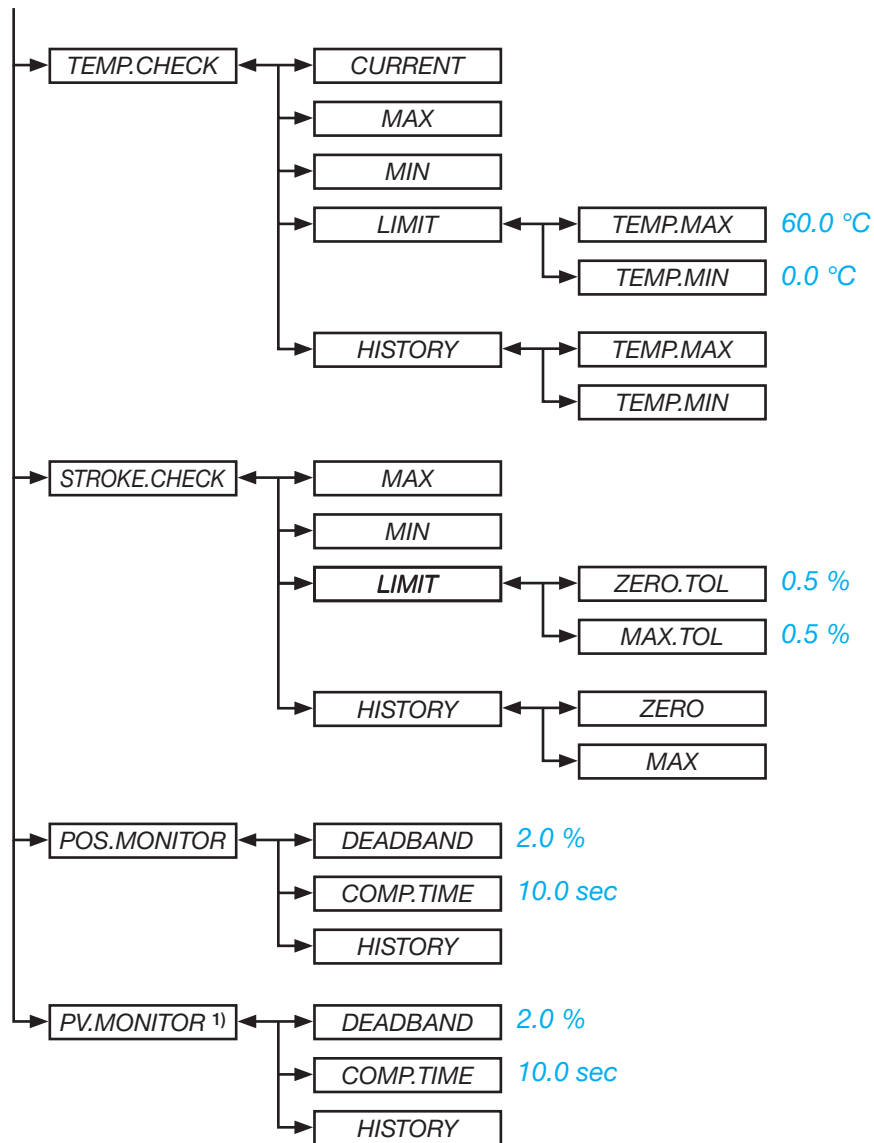 TEMP.CHECK CURRENT
MAX
MIN
LIMIT TEMP.MAX 60.0 °C
TEMP.MIN 0.0 °C
HISTORY TEMP.MAX
TEMP.MIN
STROKE.CHECK MAX
MIN
LIMIT ZERO.TOL 0.5 %
MAX.TOL 0.5 %
HISTORY ZERO
MAX
POS.MONITOR DEADBAND 2.0 %
COMP.TIME 10.0 sec
HISTORY
PV.MONITOR 1) DEADBAND 2.0 %
COMP.TIME 10.0 sec
HISTORY